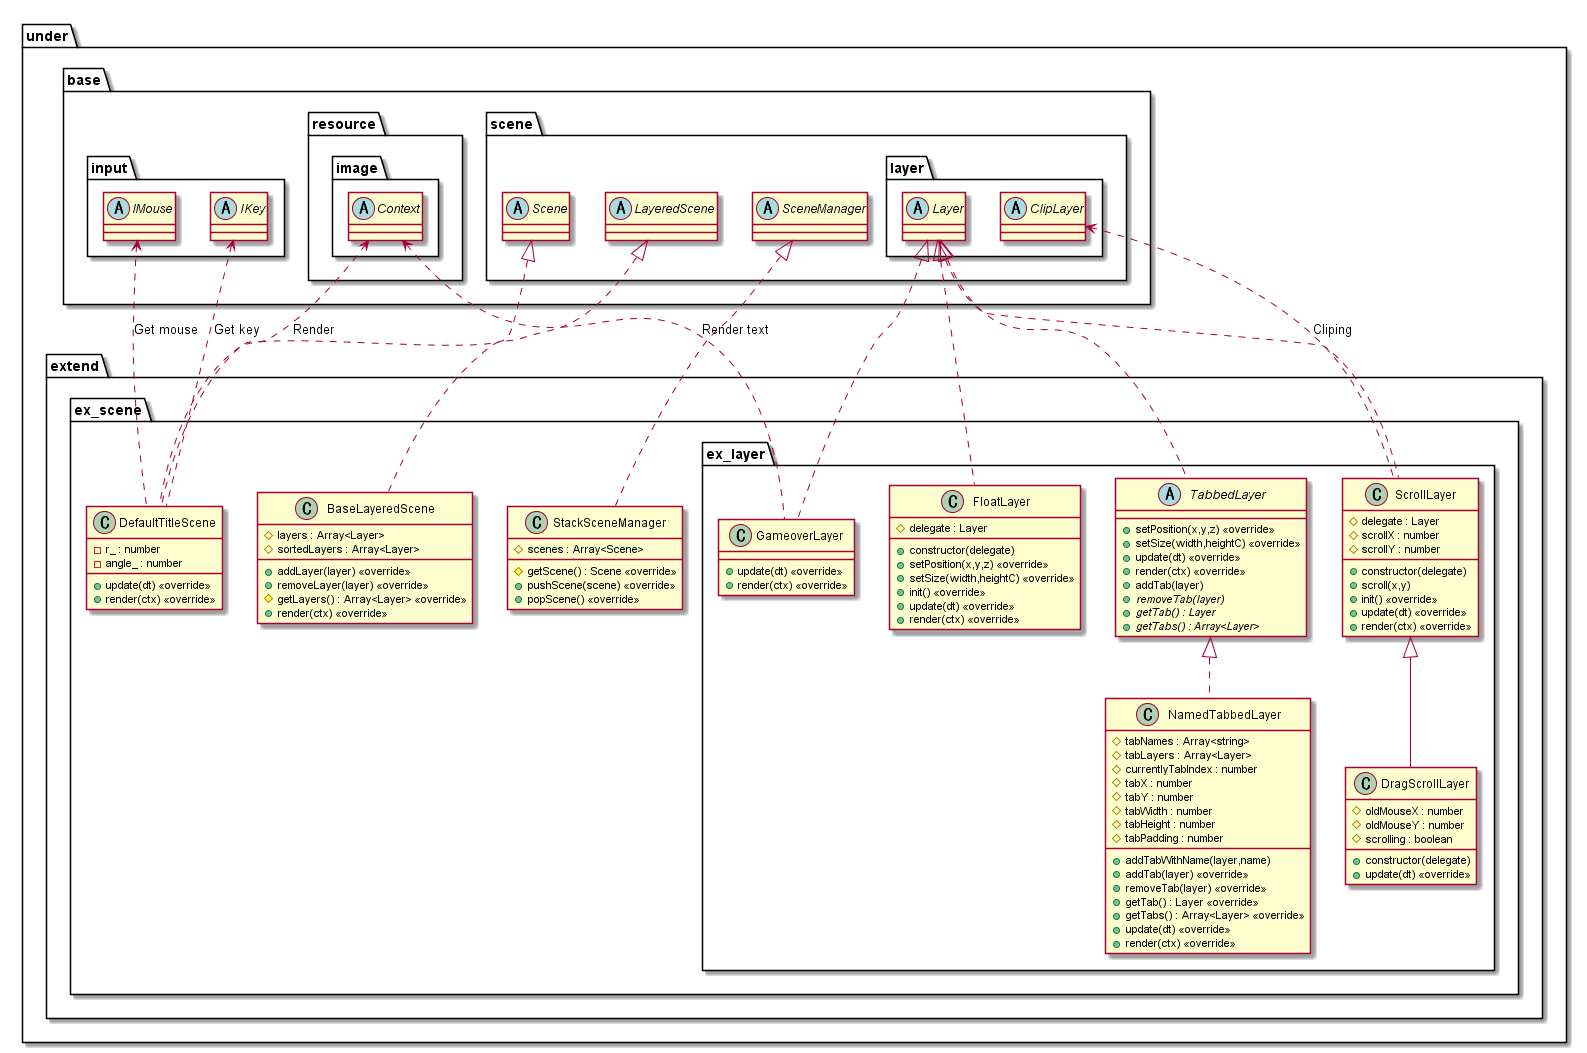 under
base
resource
scene
input
image
layer
A IMouse
A IKey
A Context
A Scene
A LayeredScene
A SceneManager
A Layer
A ClipLayer
Get mouse
Get key
Render
Render text
Cliping
extend
ex_scene
ex_layer
C DefaultTitleScene
r_ : number
angle_ : number
update(dt) «override»
render(ctx) «override»
C BaseLayeredScene
layers : Array<Layer>
sortedLayers : Array<Layer>
addLayer(layer) «override»
removeLayer(layer) «override»
getLayers() : Array<Layer> «override»
render(ctx) «override»
C StackSceneManager
scenes : Array<Scene>
getScene() : Scene «override»
pushScene(scene) «override»
popScene() «override»
C GameoverLayer
update(dt) «override»
render(ctx) «override»
C FloatLayer
delegate : Layer
constructor(delegate)
setPosition(x,y,z) «override»
setSize(width,heightC) «override»
init() «override»
update(dt) «override»
render(ctx) «override»
A TabbedLayer
setPosition(x,y,z) «override»
setSize(width,heightC) «override»
update(dt) «override»
render(ctx) «override»
addTab(layer)
removeTab(layer)
getTab() : Layer
getTabs() : Array<Layer>
C ScrollLayer
delegate : Layer
scrollX : number
scrollY : number
constructor(delegate)
scroll(x,y)
init() «override»
update(dt) «override»
render(ctx) «override»
C NamedTabbedLayer
tabNames : Array<string>
tabLayers : Array<Layer>
currentlyTabIndex : number
tabX : number
tabY : number
tabWidth : number
tabHeight : number
tabPadding : number
addTabWithName(layer,name)
addTab(layer) «override»
removeTab(layer) «override»
getTab() : Layer «override»
getTabs() : Array<Layer> «override»
update(dt) «override»
render(ctx) «override»
C DragScrollLayer
oldMouseX : number
oldMouseY : number
scrolling : boolean
constructor(delegate)
update(dt) «override»